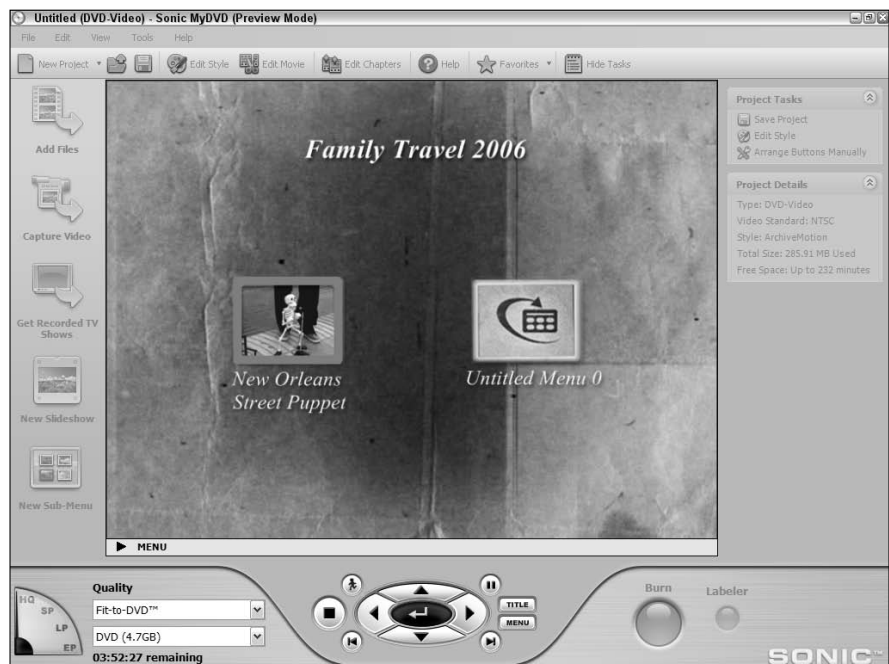 Untitled (DVD-Video) - Sonic MyDVD (Preview Mode)
File Edit View Tools Help
New Project Edit Style Edit Movie Edit Chapters Help Favorites Hide Tasks
Add Files
Capture Video
Get Recorded TV
Shows
New Slideshow
New Sub-Menu
Family Travel 2006
New Orleans
Street Puppet
Untitled Menu 0
MENU
Project Tasks
Save Project
Edit Style
Arrange Buttons Manually
Project Details
Type: DVD-Video
Video Standard: NTSC
Style: ArchiveMotion
Total Size: 285.91 MB Used
Free Space: Up to 232 minutes
HQ
SP
LP
EP
Quality
Fit-to-DVD™
DVD (4.7GB)
03:52:27 remaining
TITLE
MENU
Burn
Labeler
SONIC™